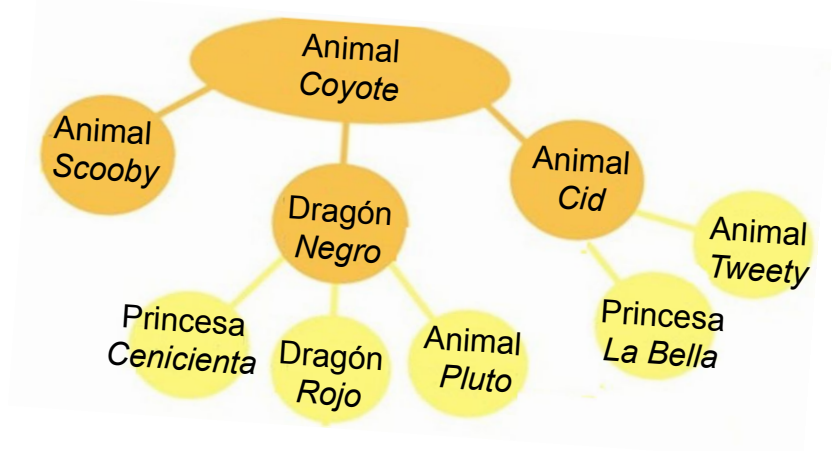 Animal
Coyote
Animal
Scooby
Dragón
Negro
Animal
Cid
Animal
Tweety
Princesa
Cenicienta
Dragón
Rojo
Animal
Pluto
Princesa
La Bella